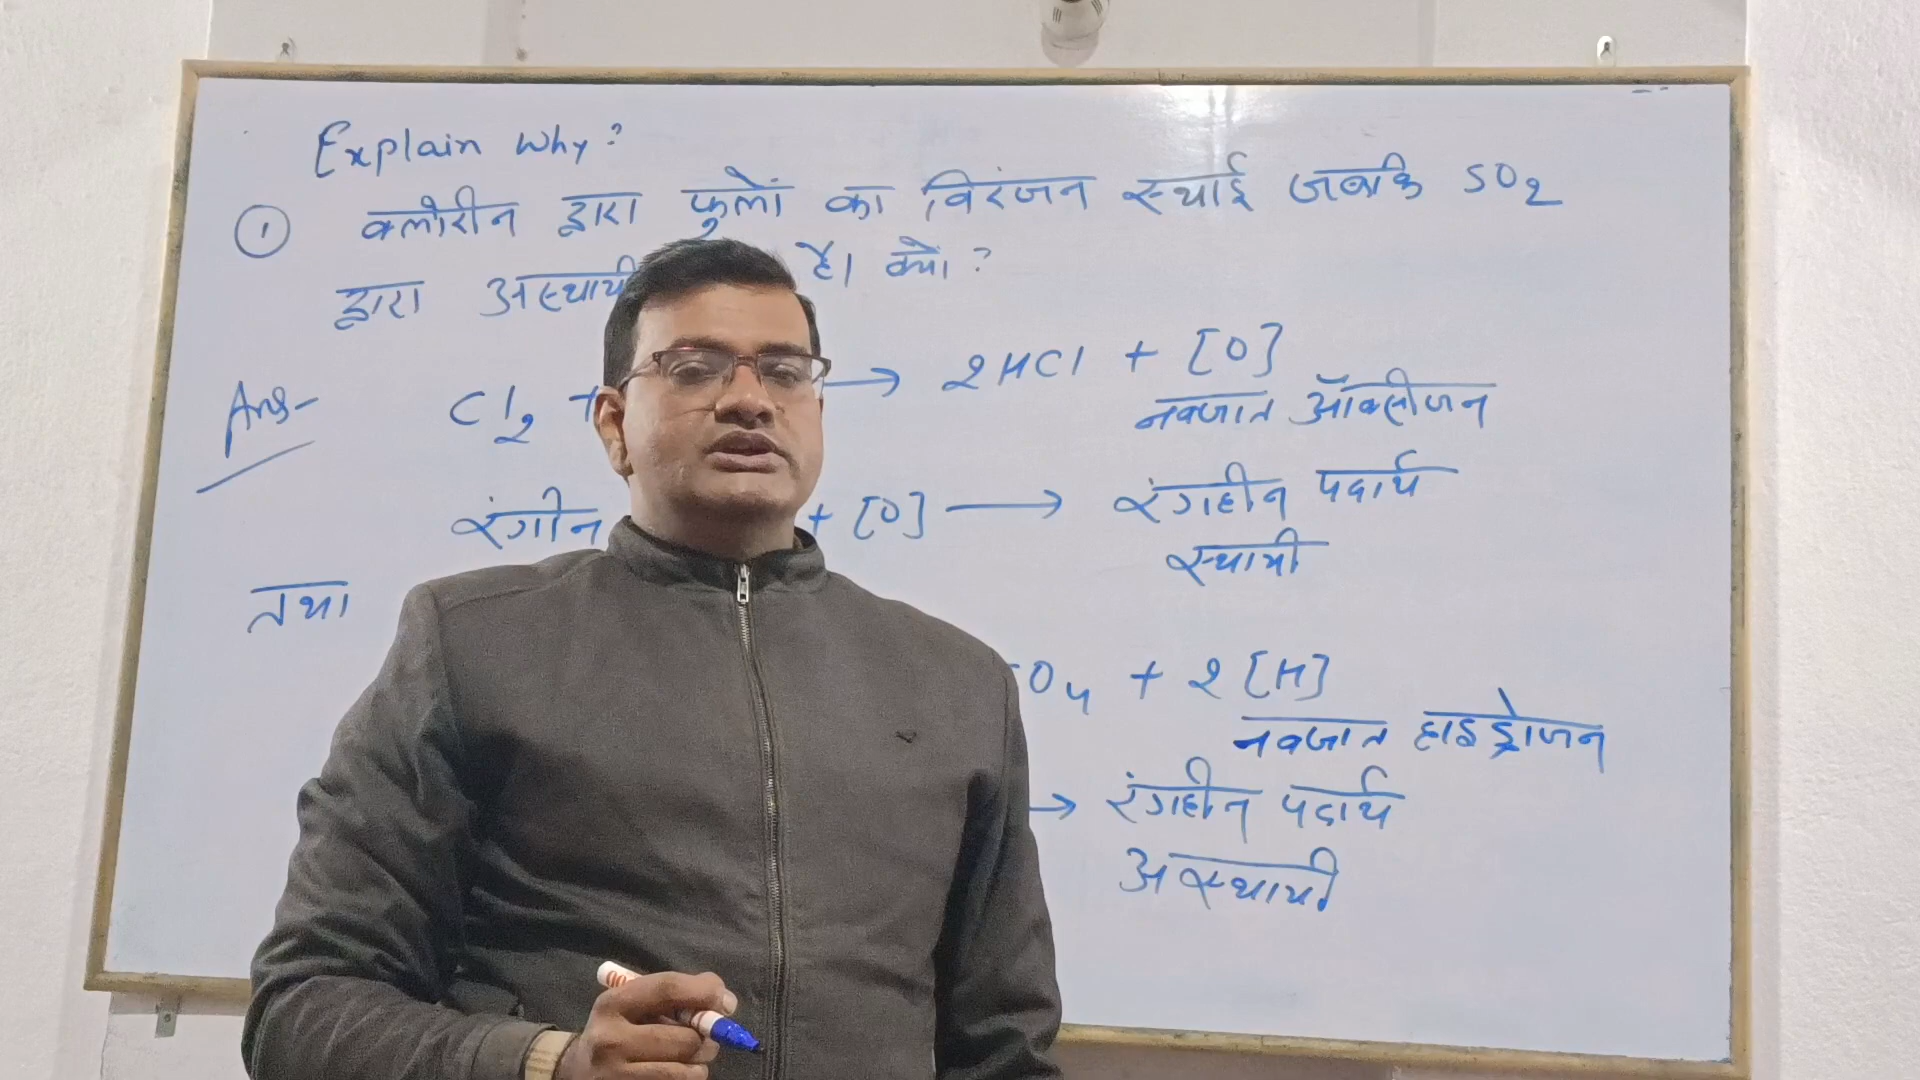 Explain Why?
① क्लोरीन द्वारा फुलों का विरंजन स्थाई जबकि SO₂
द्वारा अस्थायी है। क्यों?
Ans- Cl₂ + → 2HCl + [O]
नवजात ऑक्सीजन
रंगीन + [O] → रंगहीन पदार्थ
स्थायी
तथा
O₄ + 2[H]
नवजात हाइड्रोजन
→ रंगहीन पदार्थ
अस्थायी